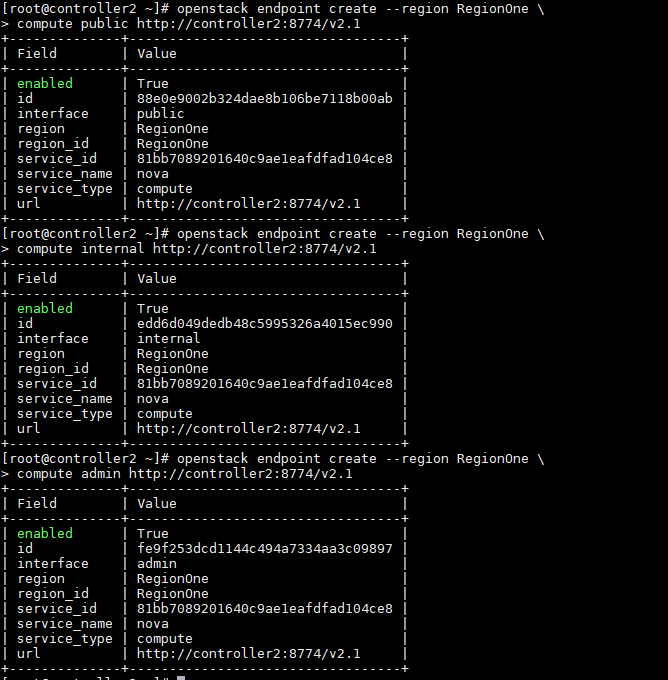 [root@controller2 ~]# openstack endpoint create --region RegionOne \
> compute public http://controller2:8774/v2.1
+--------------+----------------------------------+
| Field        | Value                            |
+--------------+----------------------------------+
| enabled      | True                             |
| id           | 88e0e9002b324dae8b106be7118b00ab |
| interface    | public                           |
| region       | RegionOne                        |
| region_id    | RegionOne                        |
| service_id   | 81bb7089201640c9ae1eafdfad104ce8 |
| service_name | nova                             |
| service_type | compute                          |
| url          | http://controller2:8774/v2.1     |
+--------------+----------------------------------+
[root@controller2 ~]# openstack endpoint create --region RegionOne \
> compute internal http://controller2:8774/v2.1
+--------------+----------------------------------+
| Field        | Value                            |
+--------------+----------------------------------+
| enabled      | True                             |
| id           | edd6d049dedb48c5995326a4015ec990 |
| interface    | internal                         |
| region       | RegionOne                        |
| region_id    | RegionOne                        |
| service_id   | 81bb7089201640c9ae1eafdfad104ce8 |
| service_name | nova                             |
| service_type | compute                          |
| url          | http://controller2:8774/v2.1     |
+--------------+----------------------------------+
[root@controller2 ~]# openstack endpoint create --region RegionOne \
> compute admin http://controller2:8774/v2.1
+--------------+----------------------------------+
| Field        | Value                            |
+--------------+----------------------------------+
| enabled      | True                             |
| id           | fe9f253dcd1144c494a7334aa3c09897 |
| interface    | admin                            |
| region       | RegionOne                        |
| region_id    | RegionOne                        |
| service_id   | 81bb7089201640c9ae1eafdfad104ce8 |
| service_name | nova                             |
| service_type | compute                          |
| url          | http://controller2:8774/v2.1     |
+--------------+----------------------------------+